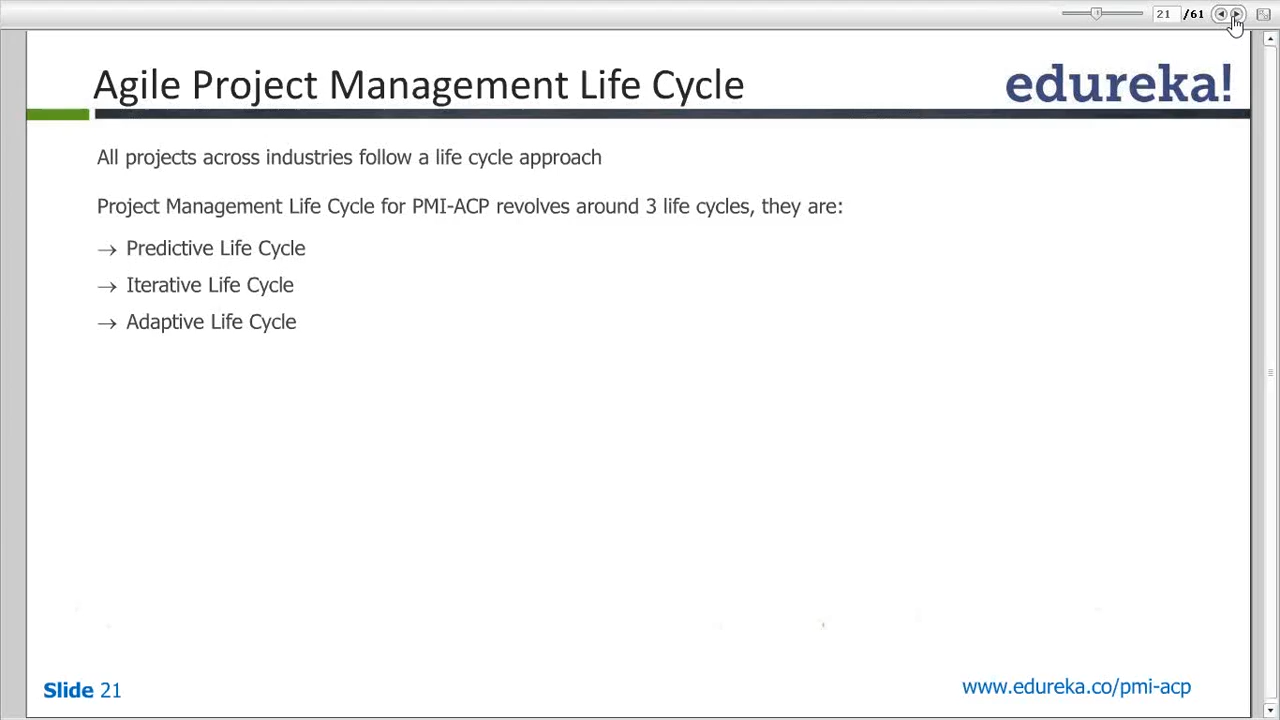 21 /61
Agile Project Management Life Cycle
edureka!
All projects across industries follow a life cycle approach
Project Management Life Cycle for PMI-ACP revolves around 3 life cycles, they are:
→ Predictive Life Cycle
→ Iterative Life Cycle
→ Adaptive Life Cycle
Slide 21
www.edureka.co/pmi-acp